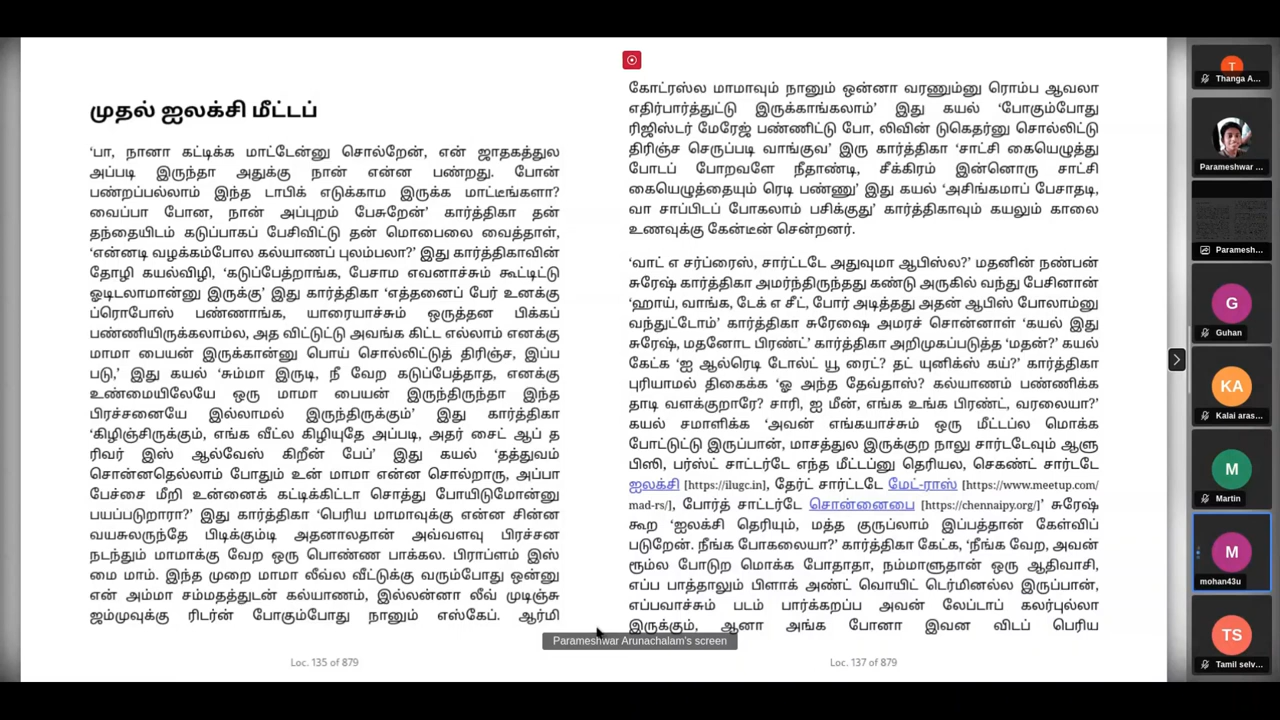 முதல் ஐலக்சி மீட்டப்
‘பா, நானா கட்டிக்க மாட்டேன்னு சொல்றேன், என் ஜாதகத்துல
அப்படி இருந்தா அதுக்கு நான் என்ன பண்றது. போன்
பண்றப்பல்லாம் இந்த டாபிக் எடுக்காம இருக்க மாட்டீங்களா?
வைப்பா போன, நான் அப்புறம் பேசுறேன்’ கார்த்திகா தன்
தந்தையிடம் கடுப்பாகப் பேசிவிட்டு தன் மொபைலை வைத்தாள்,
‘என்னடி வழக்கம்போல கல்யாணப் புலம்பலா?’ இது கார்த்திகாவின்
தோழி கயல்விழி, ‘கடுப்பேத்றாங்க, பேசாம எவனாச்சும் கூட்டிட்டு
ஓடிடலாமான்னு இருக்கு’ இது கார்த்திகா ‘எத்தனைப் பேர் உனக்கு
ப்ரொபோஸ் பண்ணாங்க, யாரையாச்சும் ஒருத்தன பிக்கப்
பண்ணியிருக்கலாம்ல, அத விட்டுட்டு அவங்க கிட்ட எல்லாம் எனக்கு
மாமா பையன் இருக்கான்னு பொய் சொல்லிட்டுத் திரிஞ்ச, இப்ப
படு,’ இது கயல் ‘சும்மா இருடி, நீ வேற கடுப்பேத்தாத, எனக்கு
உண்மையிலேயே ஒரு மாமா பையன் இருந்திருந்தா இந்த
பிரச்சனையே இல்லாமல் இருந்திருக்கும்’ இது கார்த்திகா
‘கிழிஞ்சிருக்கும், எங்க வீட்ல கிழியுதே அப்படி, அதர் சைட் ஆப் த
ரிவர் இஸ் ஆல்வேஸ் கிறீன் பேப்’ இது கயல் ‘தத்துவம்
சொன்னதெல்லாம் போதும் உன் மாமா என்ன சொல்றாரு, அப்பா
பேச்சை மீறி உன்னைக் கட்டிக்கிட்டா சொத்து போயிடுமோன்னு
பயப்படுறாரா?’ இது கார்த்திகா ‘பெரிய மாமாவுக்கு என்ன சின்ன
வயசுலருந்தே பிடிக்கும்டி அதனாலதான் அவ்வளவு பிரச்சன
நடந்தும் மாமாக்கு வேற ஒரு பொண்ண பாக்கல. பிராப்ளம் இஸ்
மை மாம். இந்த முறை மாமா லீவ்ல வீட்டுக்கு வரும்போது ஒன்னு
என் அம்மா சம்மதத்துடன் கல்யாணம், இல்லன்னா லீவ் முடிஞ்சு
ஜம்முவுக்கு ரிடர்ன் போகும்போது நானும் எஸ்கேப். ஆர்மி
Loc. 135 of 879
கோட்ரஸ்ல மாமாவும் நானும் ஒன்னா வரணும்னு ரொம்ப ஆவலா
எதிர்பார்த்துட்டு இருக்காங்கலாம்’ இது கயல் ‘போகும்போது
ரிஜிஸ்டர் மேரேஜ் பண்ணிட்டு போ, லிவின் டுகெதர்னு சொல்லிட்டு
திரிஞ்ச செருப்படி வாங்குவ’ இரு கார்த்திகா ‘சாட்சி கையெழுத்து
போடப் போறவளே நீதாண்டி, சீக்கிரம் இன்னொரு சாட்சி
கையெழுத்தையும் ரெடி பண்ணு’ இது கயல் ‘அசிங்கமாப் பேசாதடி,
வா சாப்பிடப் போகலாம் பசிக்குது’ கார்த்திகாவும் கயலும் காலை
உணவுக்கு கேன்டீன் சென்றனர்.
‘வாட் எ சர்ப்ரைஸ், சார்ட்டடே அதுவுமா ஆபிஸ்ல?’ மதனின் நண்பன்
சுரேஷ் கார்த்திகா அமர்ந்திருந்தது கண்டு அருகில் வந்து பேசினான்
‘ஹாய், வாங்க, டேக் எ சீட், போர் அடித்தது அதன் ஆபிஸ் போலாம்னு
வந்துட்டோம்’ கார்த்திகா சுரேஷை அமரச் சொன்னாள் ‘கயல் இது
சுரேஷ், மதனோட பிரண்ட்’ கார்த்திகா அறிமுகப்படுத்த ‘மதன்?’ கயல்
கேட்க ‘ஐ ஆல்ரெடி டோல்ட் யூ ரைட்? தட் யுனிக்ஸ் கய்?’ கார்த்திகா
புரியாமல் திகைக்க ‘ஓ அந்த தேவ்தாஸ்? கல்யாணம் பண்ணிக்க
தாடி வளக்குறாரே? சாரி, ஐ மீன், எங்க உங்க பிரண்ட், வரலையா?’
கயல் சமாளிக்க ‘அவன் எங்கயாச்சும் ஒரு மீட்டப்ல மொக்க
போட்டுட்டு இருப்பான், மாசத்துல இருக்குற நாலு சார்டடேவும் ஆளு
பிஸி, பர்ஸ்ட் சாட்டர்டே எந்த மீட்டப்னு தெரியல, செகண்ட் சார்டடே
ஐலக்சி [https://ilugc.in], தேர்ட் சார்ட்டடே மேட்-ராஸ் [https://www.meetup.com/
mad-rs/], போர்த் சாட்டர்டே சொன்னைபை [https://chennaipy.org/]’ சுரேஷ்
கூற ‘ஐலக்சி தெரியும், மத்த குருப்லாம் இப்பத்தான் கேள்விப்
படுறேன். நீங்க போகலையா?’ கார்த்திகா கேட்க, ‘நீங்க வேற, அவன்
ரூம்ல போடுற மொக்க போதாதா, நம்மாளுதான் ஒரு ஆதிவாசி,
எப்ப பாத்தாலும் பிளாக் அண்ட் வொயிட் டெர்மினல்ல இருப்பான்,
எப்பவாச்சும் படம் பார்க்கறப்ப அவன் லேப்டாப் கலர்புல்லா
இருக்கும், ஆனா அங்க போனா இவன விடப் பெரிய
Loc. 137 of 879
Parameshwar Arunachalam's screen
T
Thanga A...
Parameshwar ...
Paramesh...
G
Guhan
KA
Kalai aras...
M
Martin
M
mohan43u
TS
Tamil selv...